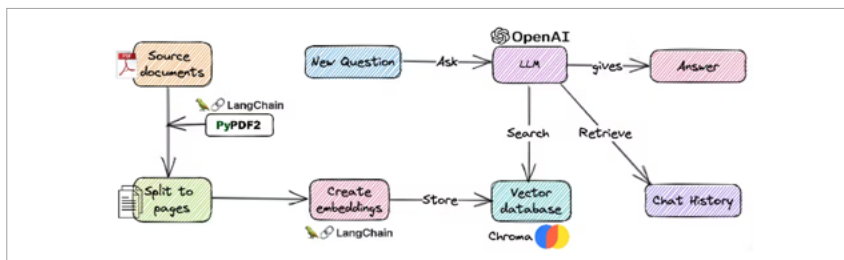 OpenAI
Source
documents
New Question
Ask
LLM
gives
Answer
LangChain
PyPDF2
Search
Retrieve
Split to
pages
Create
embeddings
Store
Vector
database
Chat History
LangChain
Chroma